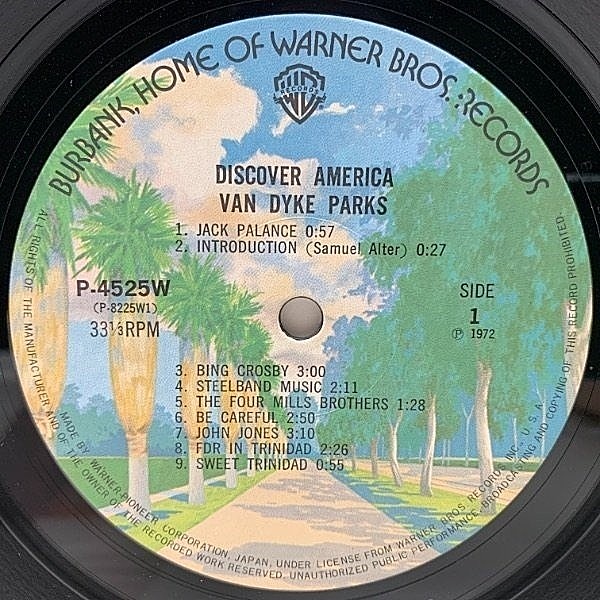 BURBANK, HOME OF WARNER BROS. RECORDS
WB
RECORDS
DISCOVER AMERICA
VAN DYKE PARKS
1. JACK PALANCE 0:57
2. INTRODUCTION (Samuel Alter) 0:27
P-4525W
(P-8225W1)
33⅓RPM
SIDE
1
Ⓟ 1972
3. BING CROSBY 3:00
4. STEELBAND MUSIC 2:11
5. THE FOUR MILLS BROTHERS 1:28
6. BE CAREFUL 2:50
7. JOHN JONES 3:10
8. FDR IN TRINIDAD 2:26
9. SWEET TRINIDAD 0:55
MADE BY WARNER-PIONEER CORPORATION, JAPAN, UNDER LICENSE FROM WARNER BROS RECORDS INC., U.S.A.
ALL RIGHTS OF THE MANUFACTURER AND OF THE OWNER OF THE RECORDED WORK RESERVED. UNAUTHORIZED PUBLIC PERFORMANCE, BROADCASTING AND COPYING OF THIS RECORD PROHIBITED